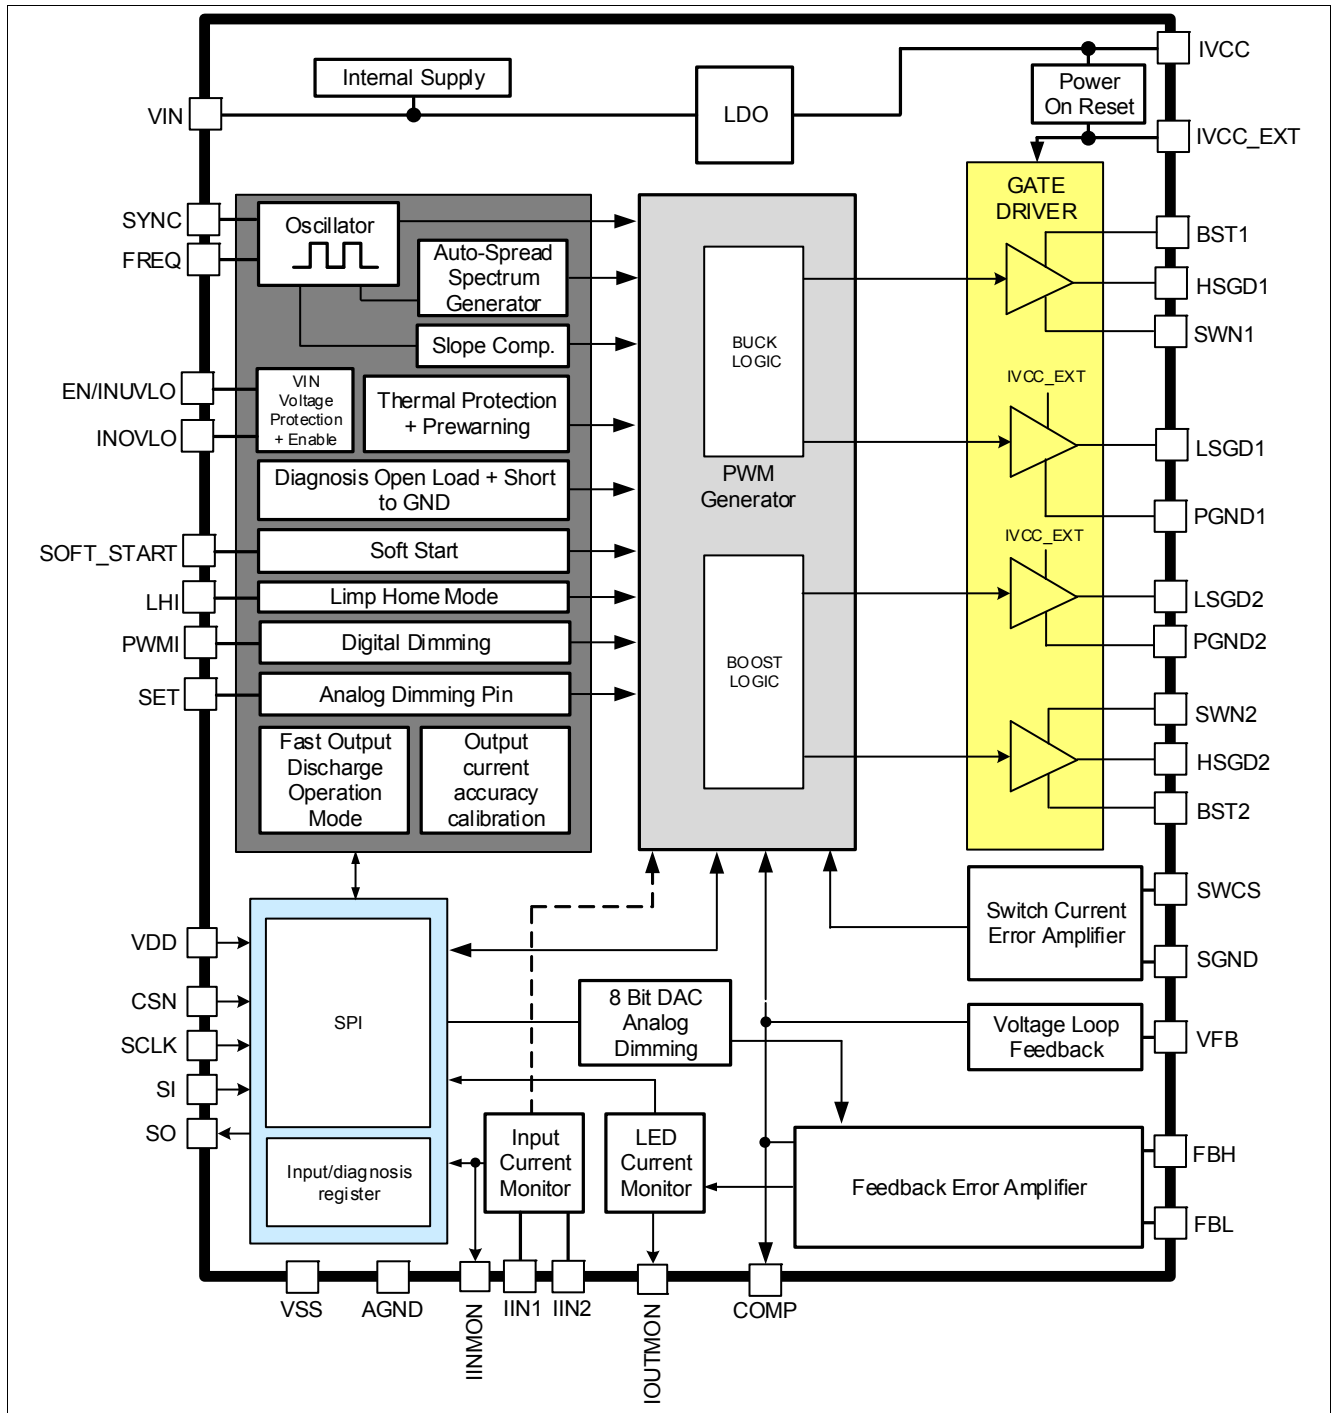 IVCC
Internal Supply
Power
On Reset
VIN
LDO
IVCC_EXT
GATE
DRIVER
SYNC
Oscillator
BST1
FREQ
Auto-Spread
Spectrum
Generator
HSGD1
SWN1
Slope Comp.
BUCK
LOGIC
EN/INUVLO
VIN
Voltage
Protection
+ Enable
Thermal Protection
+ Prewarning
IVCC_EXT
INOVLO
LSGD1
Diagnosis Open Load + Short
to GND
PWM
Generator
PGND1
IVCC_EXT
SOFT_START
Soft Start
LHI
Limp Home Mode
LSGD2
PWMI
Digital Dimming
PGND2
BOOST
LOGIC
SET
Analog Dimming Pin
SWN2
Fast Output
Discharge
Operation
Mode
Output
current
accuracy
calibration
HSGD2
BST2
SWCS
Switch Current
Error Amplifier
VDD
SGND
CSN
SPI
8 Bit DAC
Analog
Dimming
Voltage Loop
Feedback
VFB
SCLK
SI
SO
Input
Current
Monitor
LED
Current
Monitor
FBH
Input/diagnosis
register
Feedback Error Amplifier
FBL
VSS
AGND
IINMON
IIN1
IIN2
IOUTMON
COMP